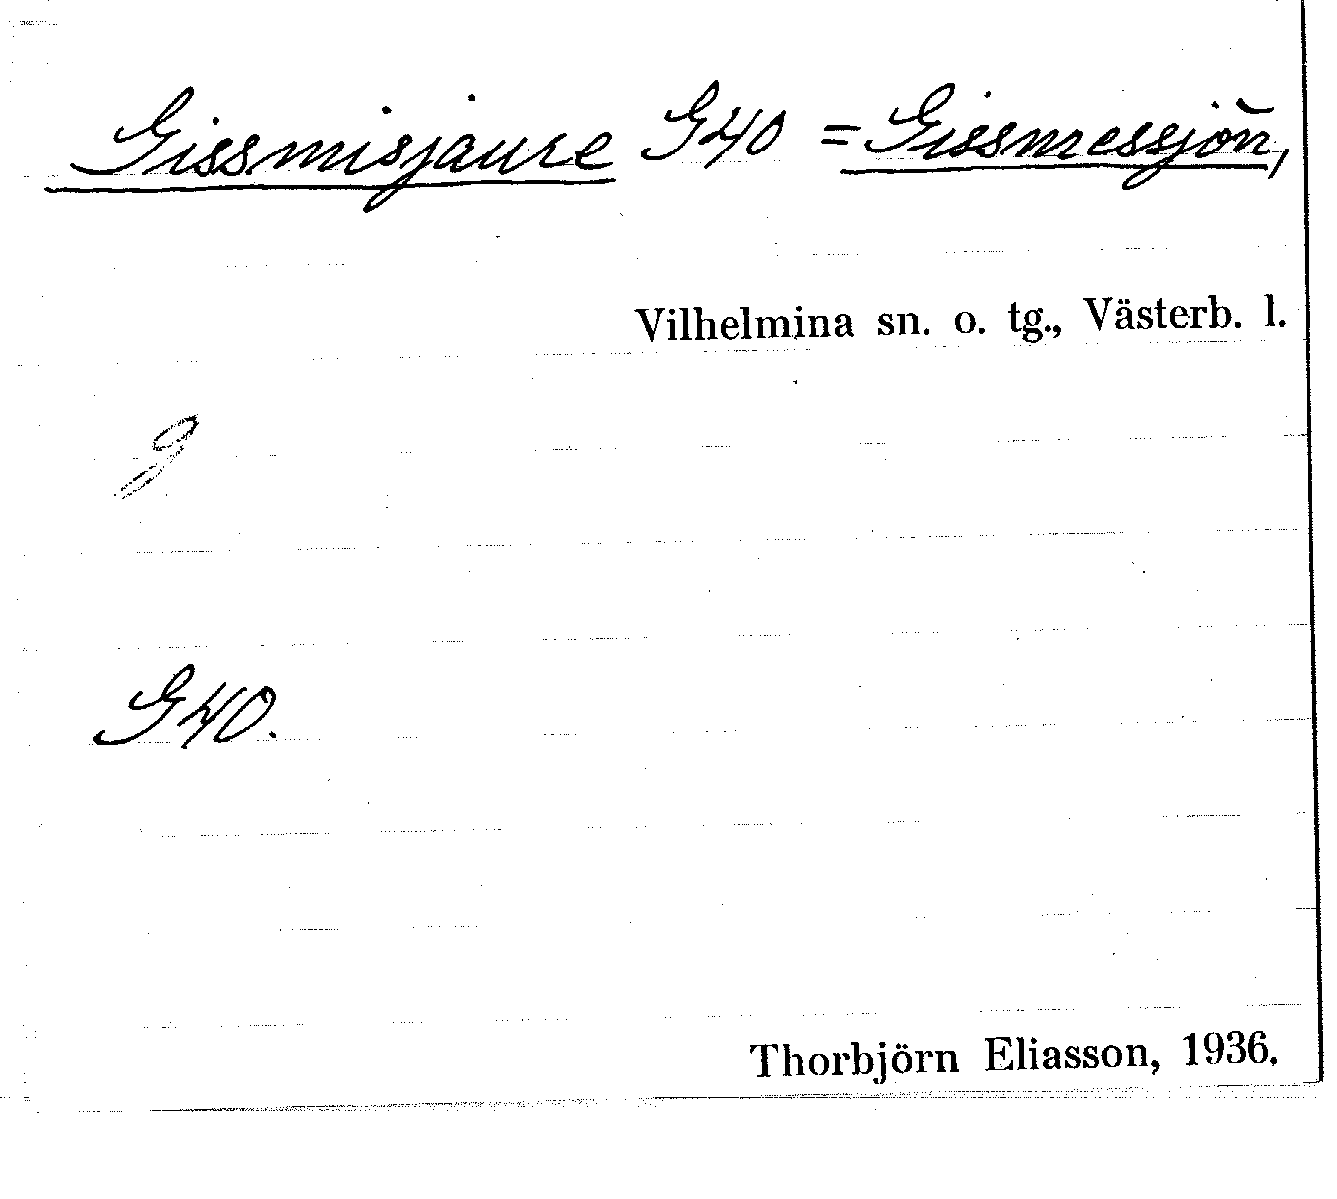 Gissmisjaure G40 = Gissmessjön,
Vilhelmina sn. o. tg., Västerb. l.
G40.
Thorbjörn Eliasson, 1936.